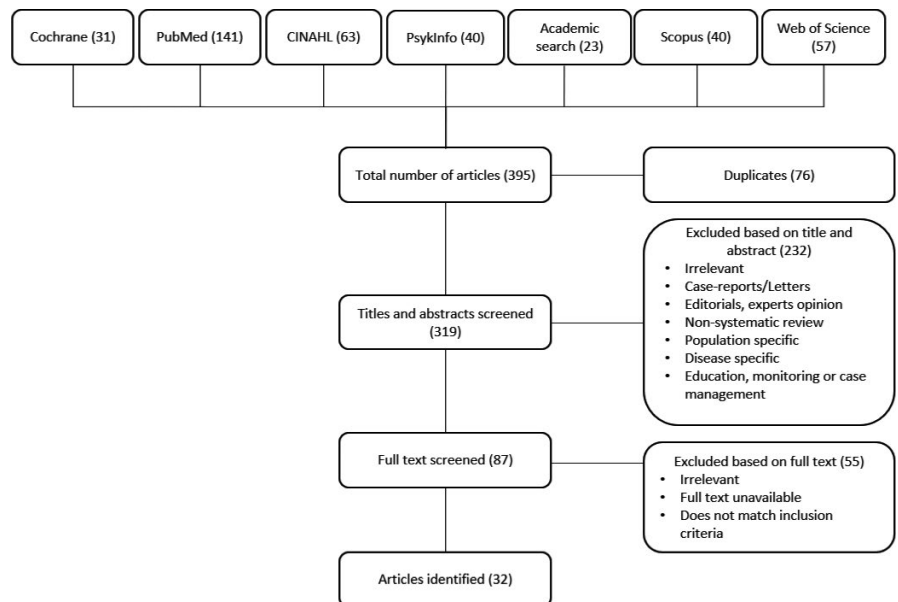 Cochrane (31)
PubMed (141)
CINAHL (63)
PsykInfo (40)
Academic
search (23)
Scopus (40)
Web of Science
(57)
Total number of articles (395)
Duplicates (76)
Excluded based on title and
abstract (232)
• Irrelevant
• Case-reports/Letters
• Editorials, experts opinion
• Non-systematic review
• Population specific
• Disease specific
• Education, monitoring or case
management
Titles and abstracts screened
(319)
Full text screened (87)
Excluded based on full text (55)
• Irrelevant
• Full text unavailable
• Does not match inclusion
criteria
Articles identified (32)